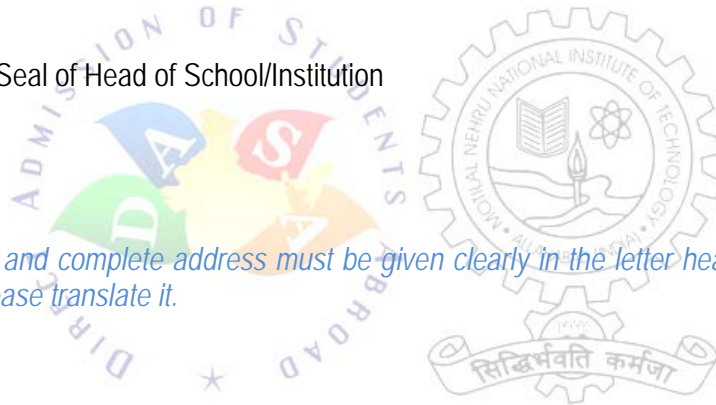 DIRECT ADMISSION OF STUDENTS ABROAD
Seal of Head of School/Institution
D A S A
MOTILAL NEHRU NATIONAL INSTITUTE OF TECHNOLOGY
ALLAHABAD
and complete address must be given clearly in the letter hea
ase translate it.
सिद्धिर्भवति कर्मजा